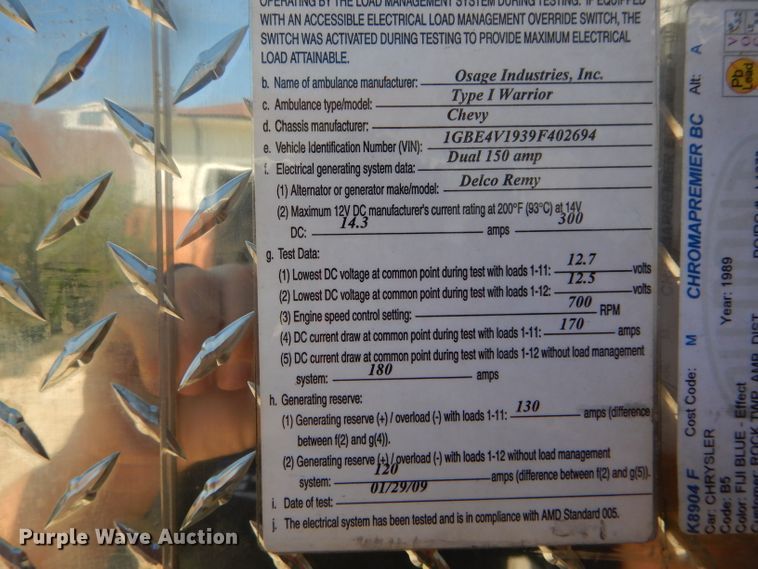 OPERATING BY THE LOAD MANAGEMENT SYSTEM DURING TESTING. IF EQUIPPED
WITH AN ACCESSIBLE ELECTRICAL LOAD MANAGEMENT OVERRIDE SWITCH, THE
SWITCH WAS ACTIVATED DURING TESTING TO PROVIDE MAXIMUM ELECTRICAL
LOAD ATTAINABLE.
b. Name of ambulance manufacturer: Osage Industries, Inc.
c. Ambulance type/model: Type I Warrior
d. Chassis manufacturer: Chevy
e. Vehicle Identification Number (VIN): 1GBE4V1939F402694
f. Electrical generating system data: Dual 150 amp
(1) Alternator or generator make/model: Delco Remy
(2) Maximum 12V DC manufacturer's current rating at 200°F (93°C) at 14V
DC: 14.3 amps 300
g. Test Data:
(1) Lowest DC voltage at common point during test with loads 1-11: 12.7 volts
(2) Lowest DC voltage at common point during test with loads 1-12: 12.5 volts
(3) Engine speed control setting: 700 RPM
(4) DC current draw at common point during test with loads 1-11: 170 amps
(5) DC current draw at common point during test with loads 1-12 without load management
system: 180 amps
h. Generating reserve:
(1) Generating reserve (+) / overload (-) with loads 1-11: 130 amps (difference
between f(2) and g(4)).
(2) Generating reserve (+) / overload (-) with loads 1-12 without load management
system: 120 amps (difference between f(2) and g(5)).
i. Date of test: 01/29/09
j. The electrical system has been tested and is in compliance with AMD Standard 005.
K8904 F Cost Code: M CHROMAPREMIER BC Alt: A
Car: CHRYSLER
Code: B5 Year: 1989
Color: FIJI BLUE - Effect
Customer: ROCK TWP AMB DIST
Pb
Lead
Purple Wave Auction